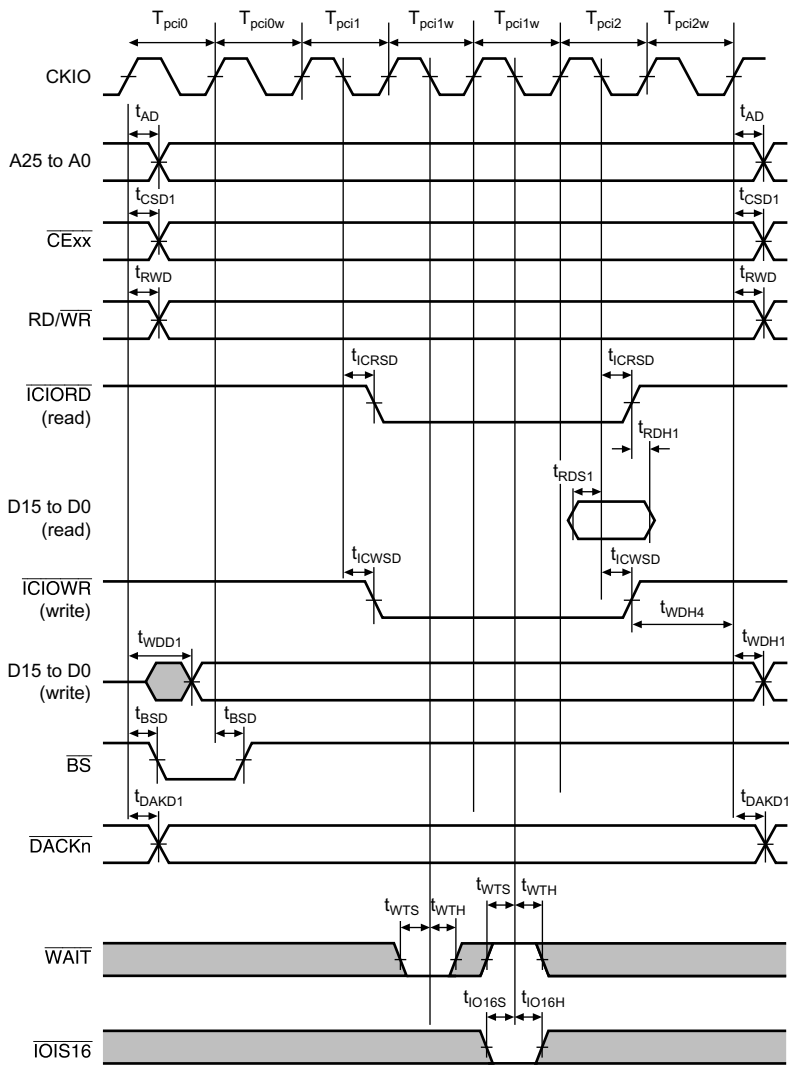 Tpci0 Tpci0w Tpci1 Tpci1w Tpci1w Tpci2 Tpci2w
CKIO
tAD tAD
A25 to A0
tCSD1 tCSD1
CExx
tRWD tRWD
RD/WR
tICRSD tICRSD
ICIORD
(read)
tRDH1
tRDS1
D15 to D0
(read)
tICWSD tICWSD
ICIOWR
(write)
tWDH4
tWDD1 tWDH1
D15 to D0
(write)
tBSD tBSD
BS
tDAKD1 tDAKD1
DACKn
tWTS tWTH tWTS tWTH
WAIT
tIO16S tIO16H
IOIS16